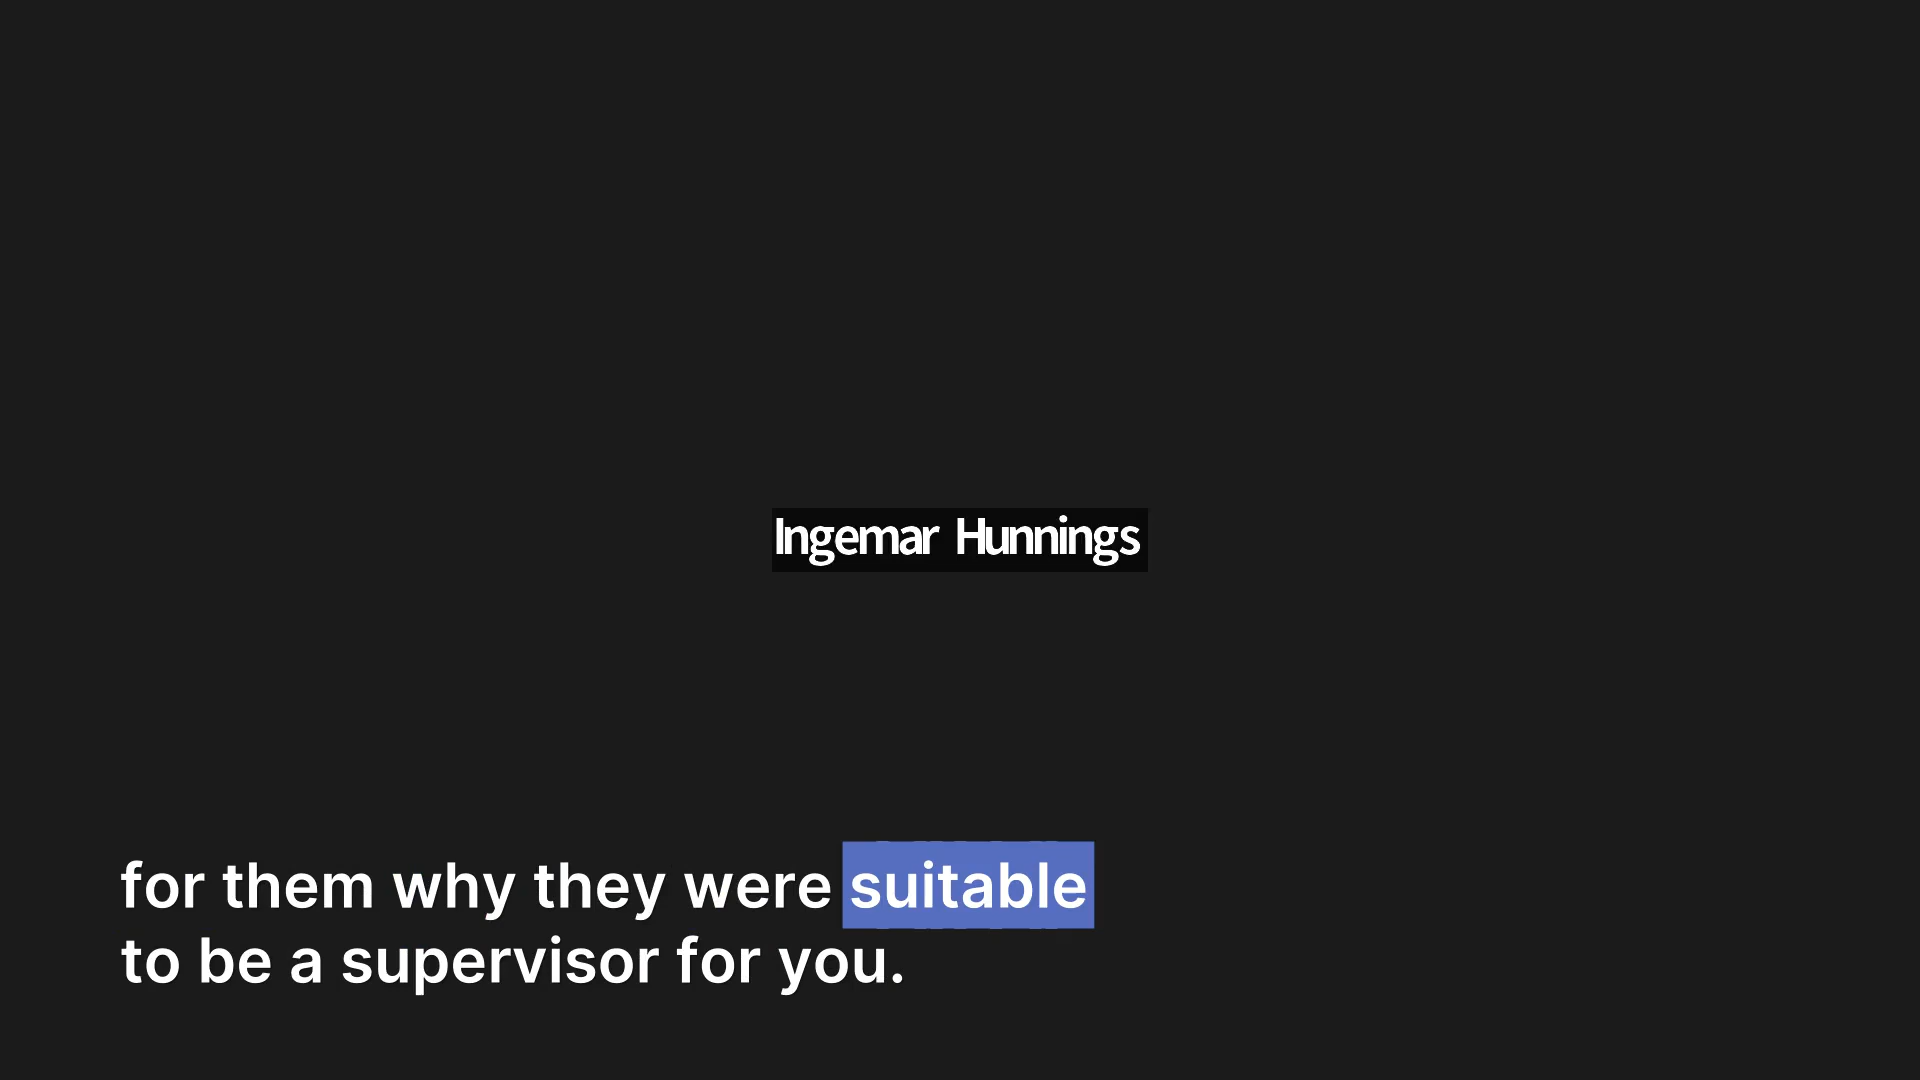 Ingemar Hunnings
for them why they were suitable
to be a supervisor for you.